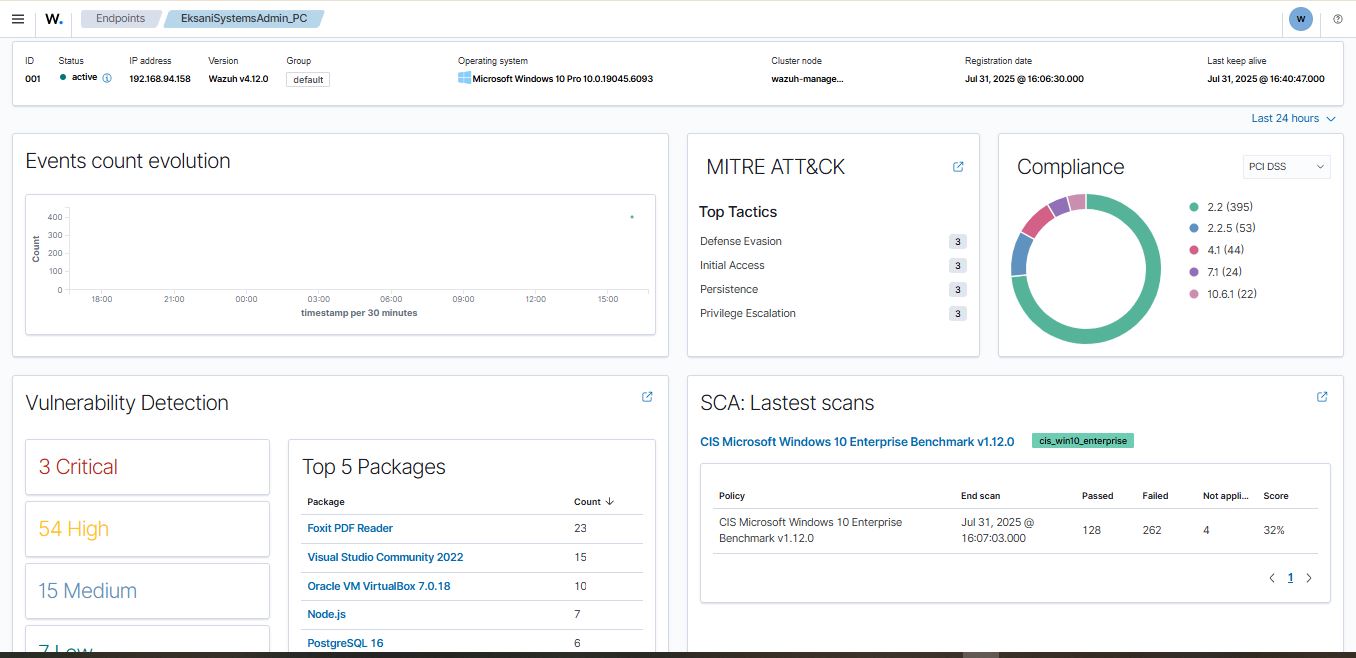 W. Endpoints EksaniSystemsAdmin_PC W
ID Status IP address Version Group Operating system Cluster node Registration date Last keep alive
001 active 192.168.94.158 Wazuh v4.12.0 default Microsoft Windows 10 Pro 10.0.19045.6093 wazuh-manage... Jul 31, 2025 @ 16:06:30.000 Jul 31, 2025 @ 16:40:47.000
Last 24 hours
Events count evolution
Count
400
300
200
100
0
18:00 21:00 00:00 03:00 06:00 09:00 12:00 15:00
timestamp per 30 minutes
MITRE ATT&CK
Top Tactics
Defense Evasion 3
Initial Access 3
Persistence 3
Privilege Escalation 3
Compliance PCI DSS
2.2 (395)
2.2.5 (53)
4.1 (44)
7.1 (24)
10.6.1 (22)
Vulnerability Detection
3 Critical
54 High
15 Medium
7 Low
Top 5 Packages
Package Count
Foxit PDF Reader 23
Visual Studio Community 2022 15
Oracle VM VirtualBox 7.0.18 10
Node.js 7
PostgreSQL 16 6
SCA: Lastest scans
CIS Microsoft Windows 10 Enterprise Benchmark v1.12.0 cis_win10_enterprise
Policy End scan Passed Failed Not appli... Score
CIS Microsoft Windows 10 Enterprise Jul 31, 2025 @ 128 262 4 32%
Benchmark v1.12.0 16:07:03.000
1